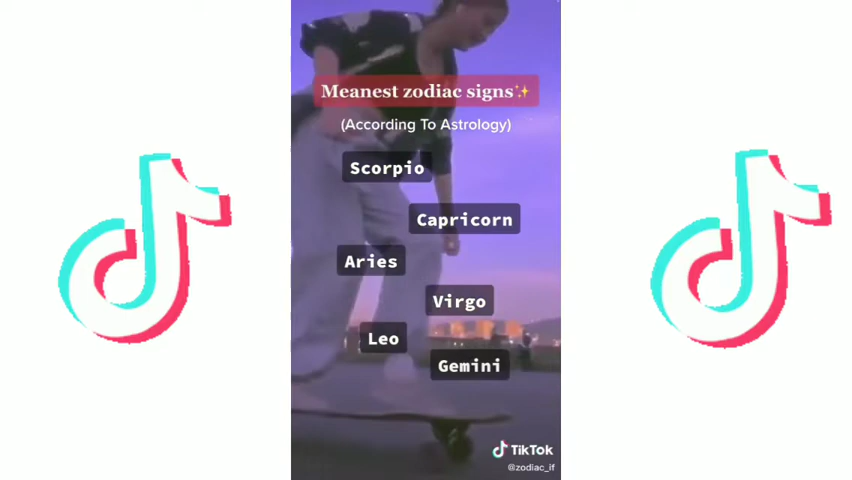 Meanest zodiac signs✨
(According To Astrology)
Scorpio
Capricorn
Aries
Virgo
Leo
Gemini
TikTok
@zodiac_if